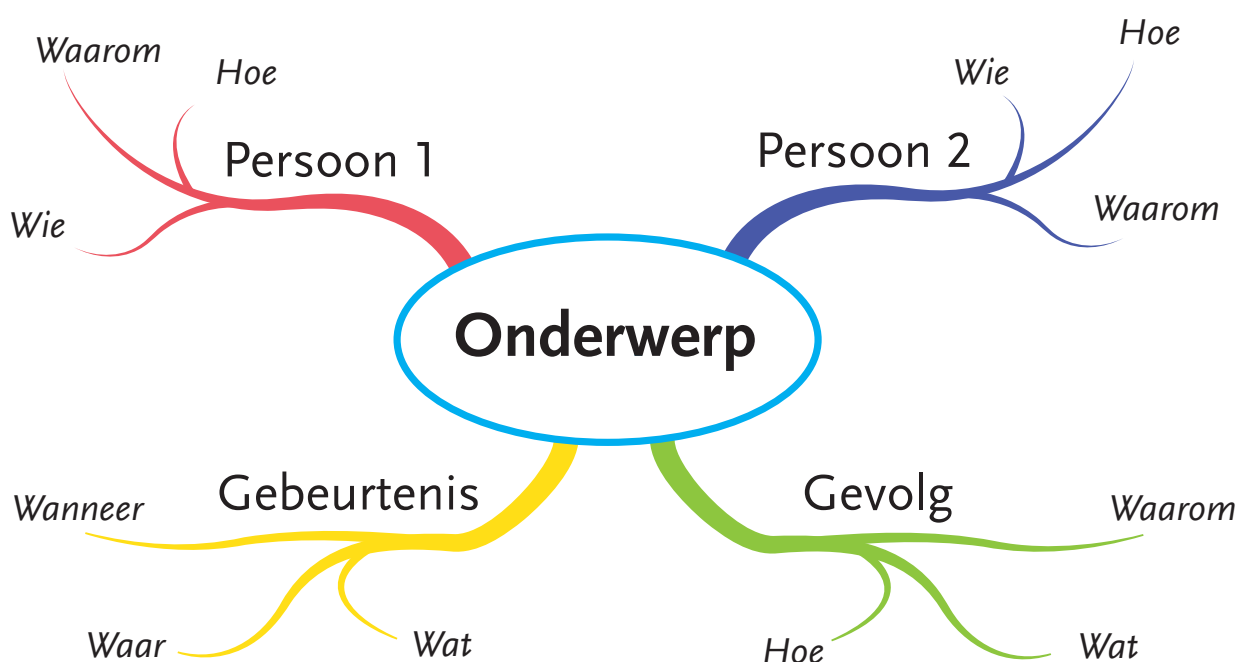 Waarom
Hoe
Persoon 1
Wie
Hoe
Wie
Persoon 2
Waarom
Onderwerp
Gebeurtenis
Wanneer
Waar
Wat
Gevolg
Waarom
Hoe
Wat